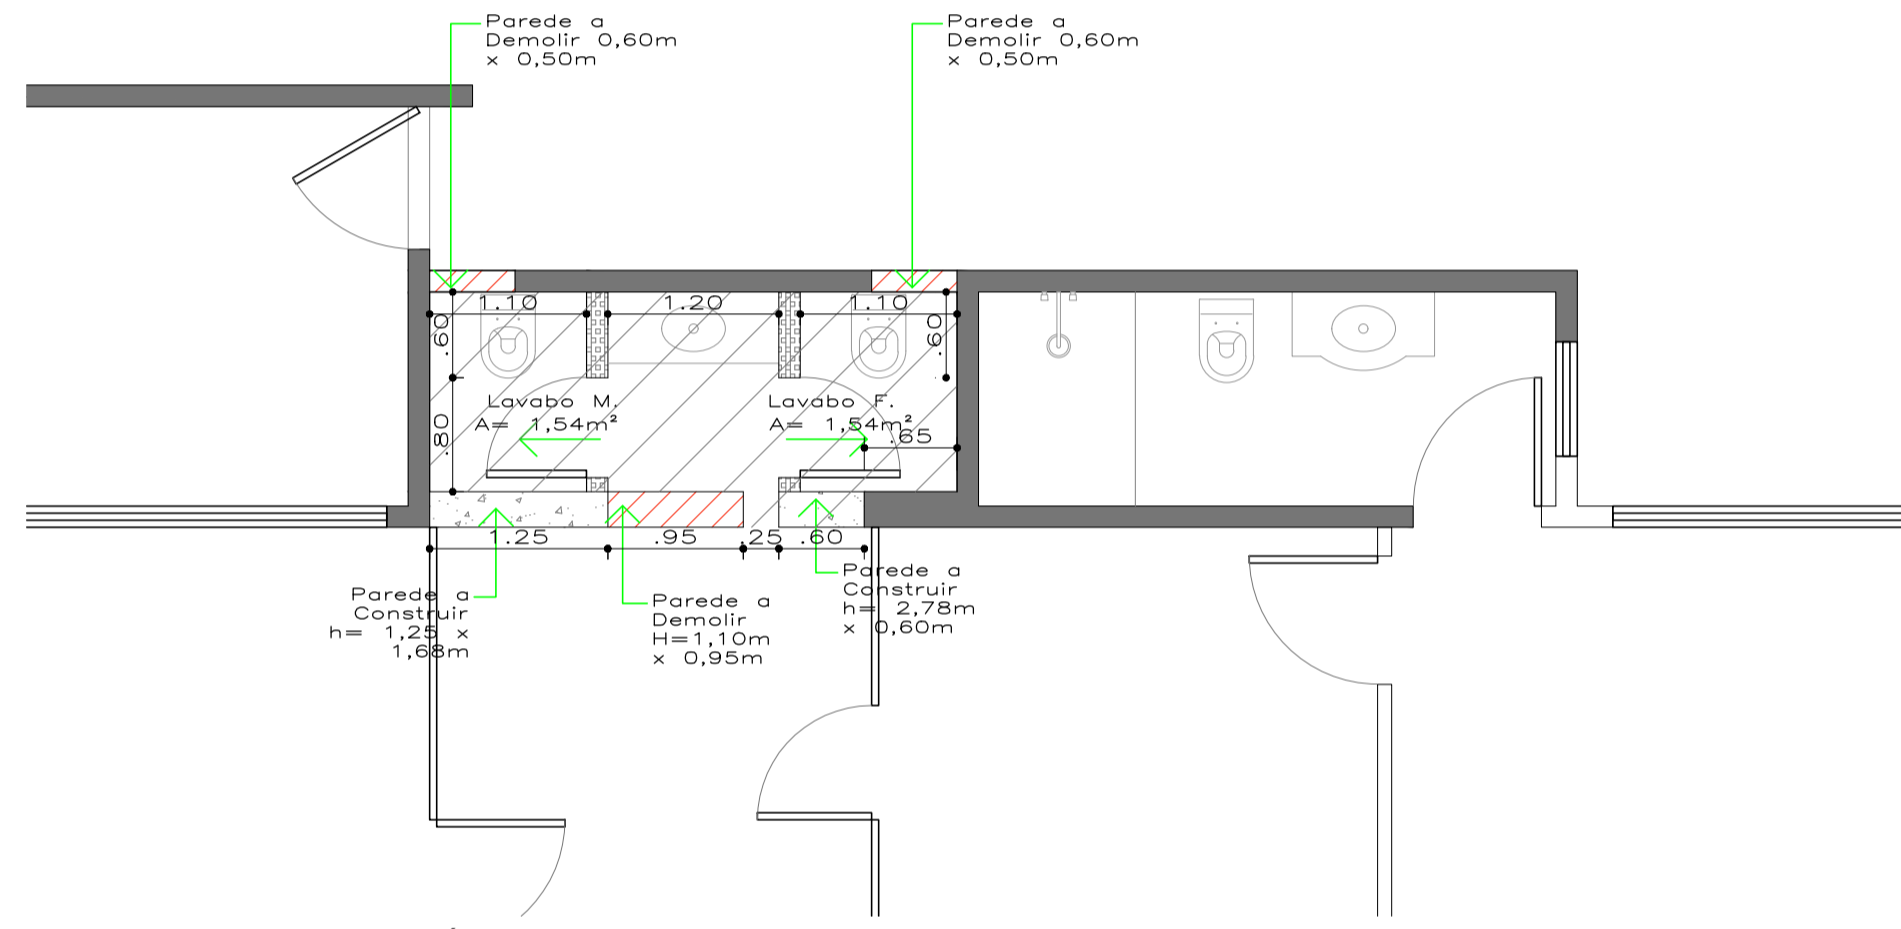 Parede a
Demolir 0,60m
x 0,50m
Parede a
Demolir 0,60m
x 0,50m
1.10
1.20
1.10
.60
.60
Lavabo M.
A= 1,54m²
Lavabo F.
A= 1,54m²
.80
.65
1.25
.95
.25
.60
Parede a
Construir
h= 1,25 x
1,68m
Parede a
Demolir
H=1,10m
x 0,95m
Parede a
Construir
h= 2,78m
x 0,60m